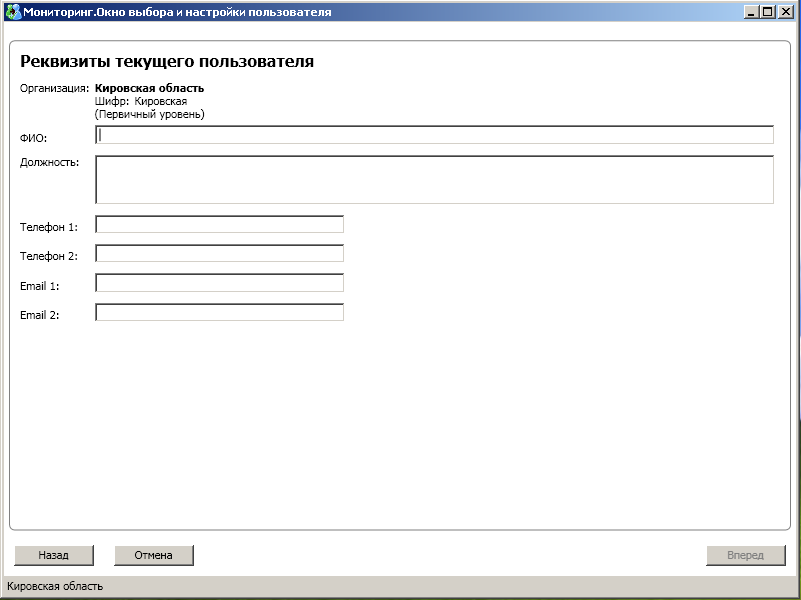 Мониторинг.Окно выбора и настройки пользователя
Реквизиты текущего пользователя
Организация: Кировская область
Шифр: Кировская
(Первичный уровень)
ФИО:
Должность:
Телефон 1:
Телефон 2:
Email 1:
Email 2:
Назад Отмена Вперед
Кировская область